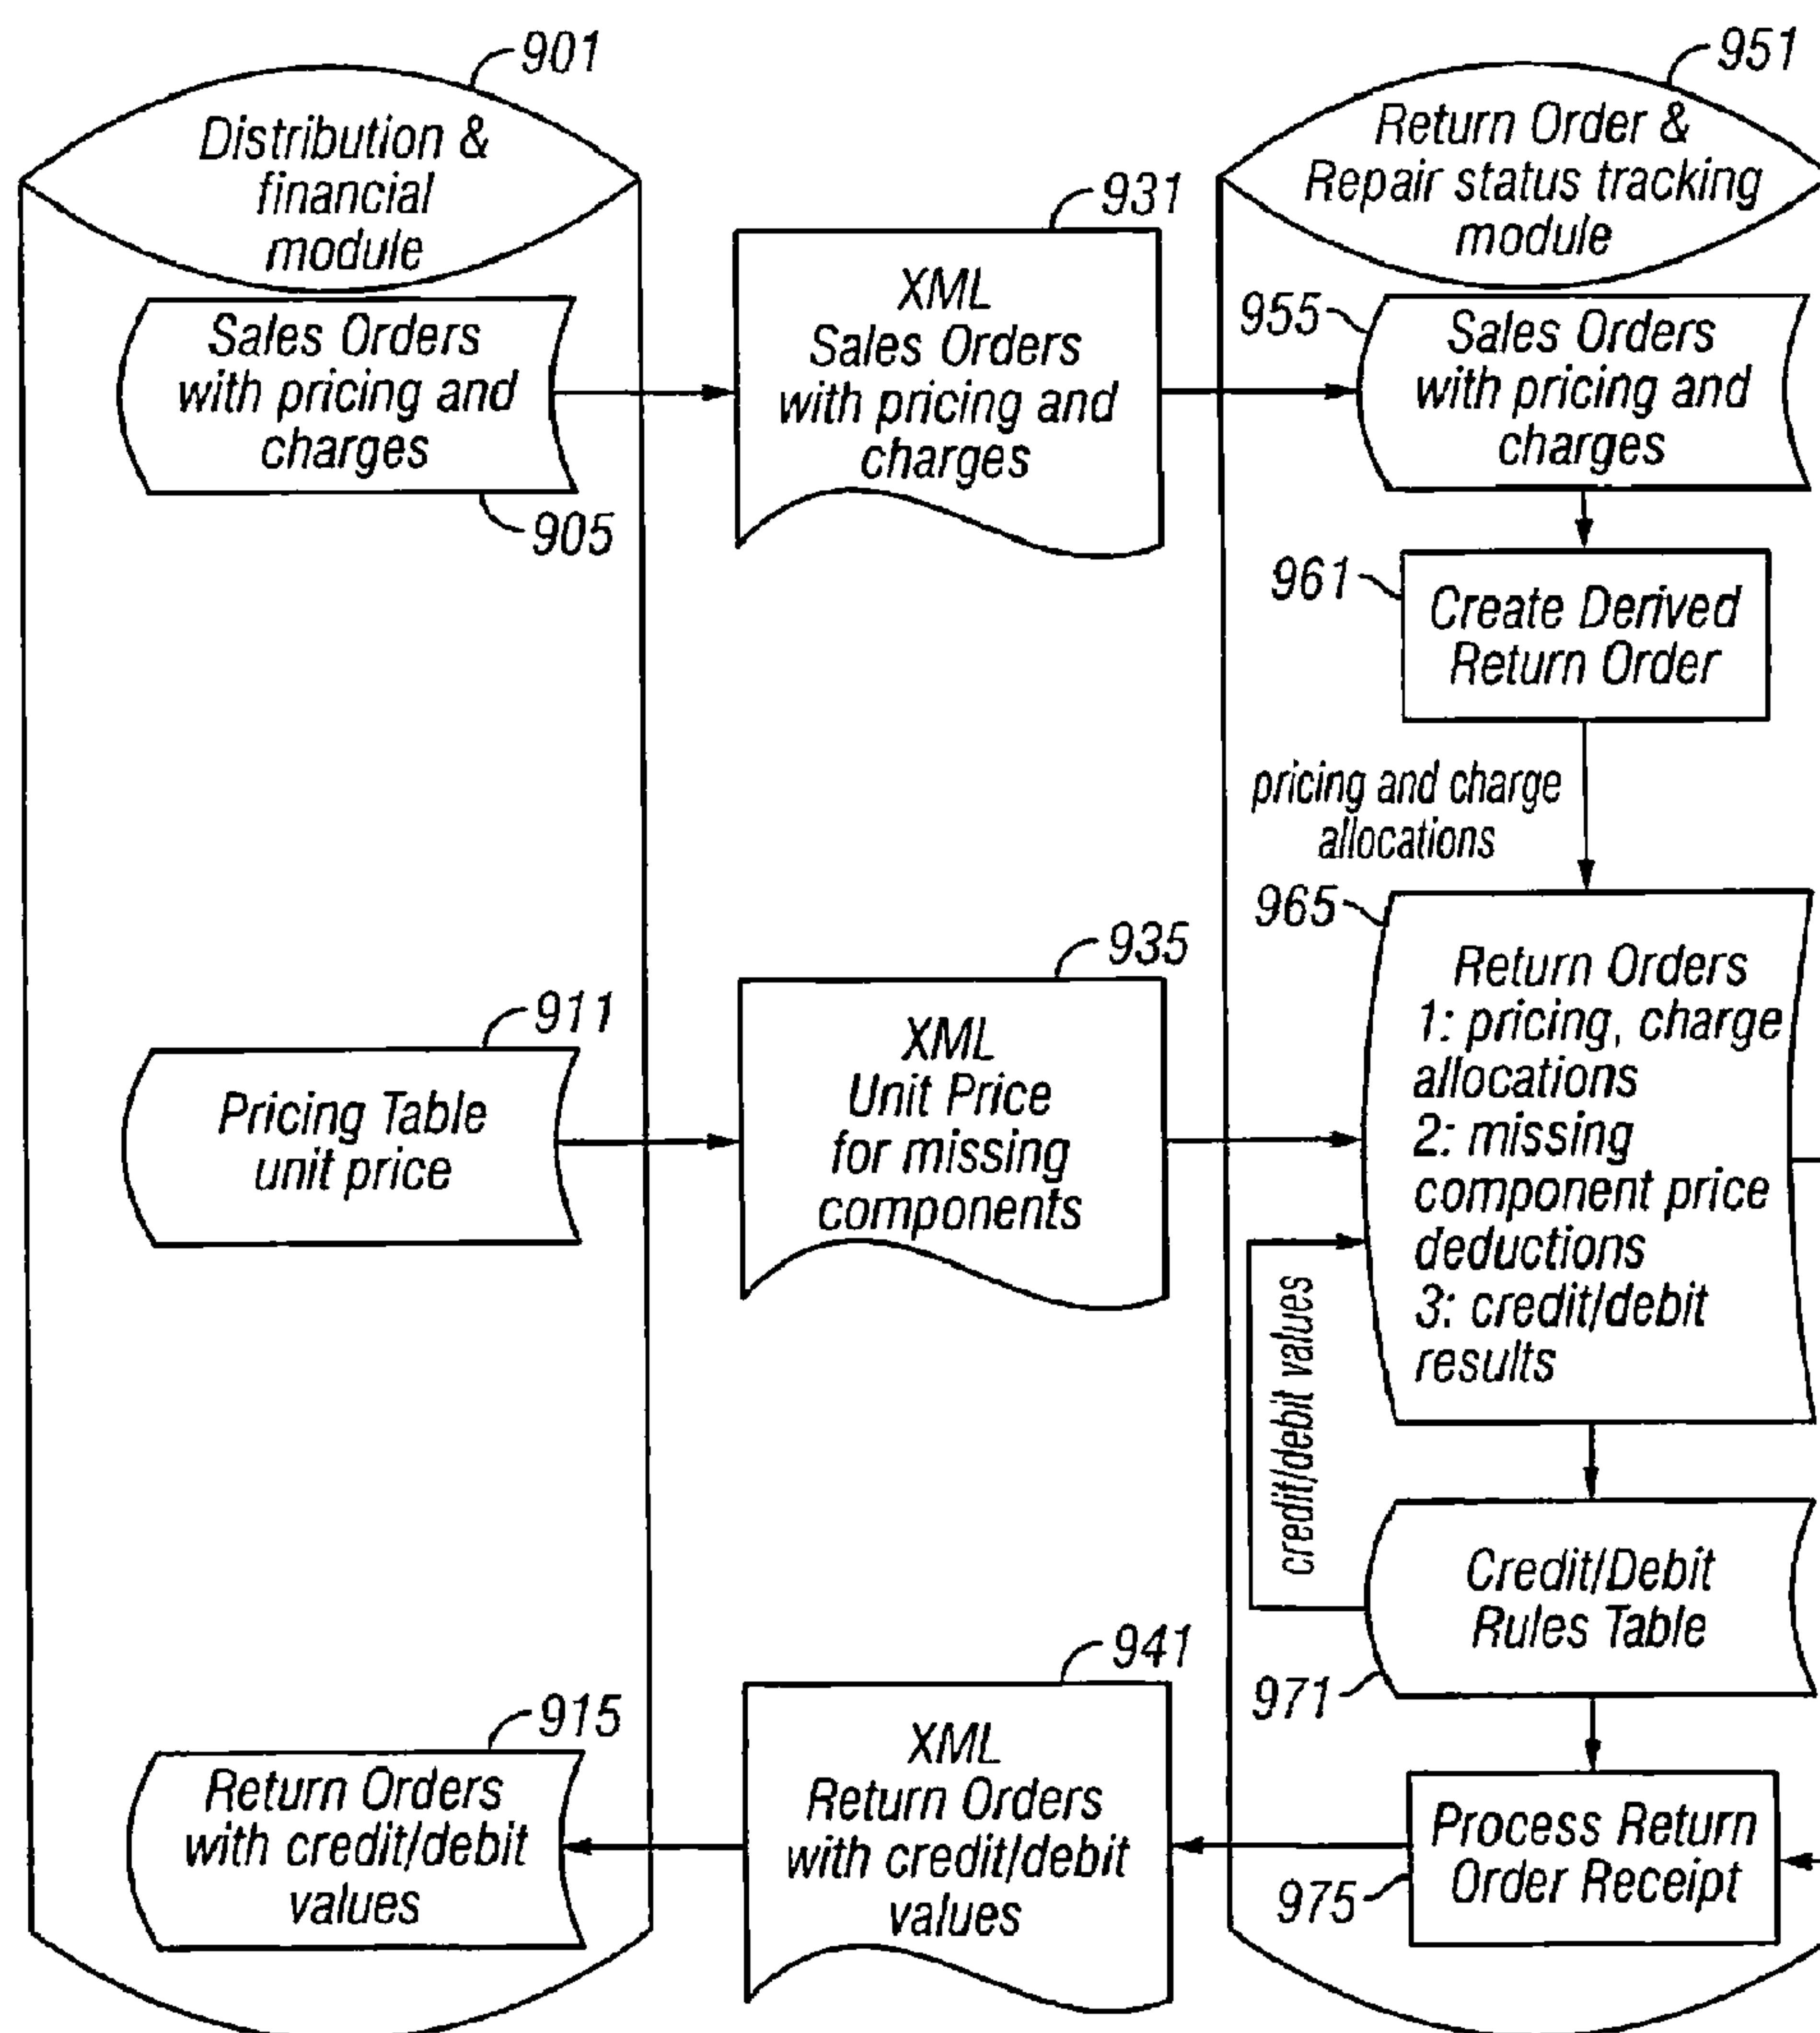 901
Distribution &
financial
module
Sales Orders
with pricing and
charges
905
911
Pricing Table
unit price
915
Return Orders
with credit/debit
values
931
XML
Sales Orders
with pricing and
charges
935
XML
Unit Price
for missing
components
941
XML
Return Orders
with credit/debit
values
951
Return Order &
Repair status tracking
module
955
Sales Orders
with pricing and
charges
961
Create Derived
Return Order
pricing and charge
allocations
965
Return Orders
1: pricing, charge
allocations
2: missing
component price
deductions
3: credit/debit
results
credit/debit values
Credit/Debit
Rules Table
971
Process Return
Order Receipt
975